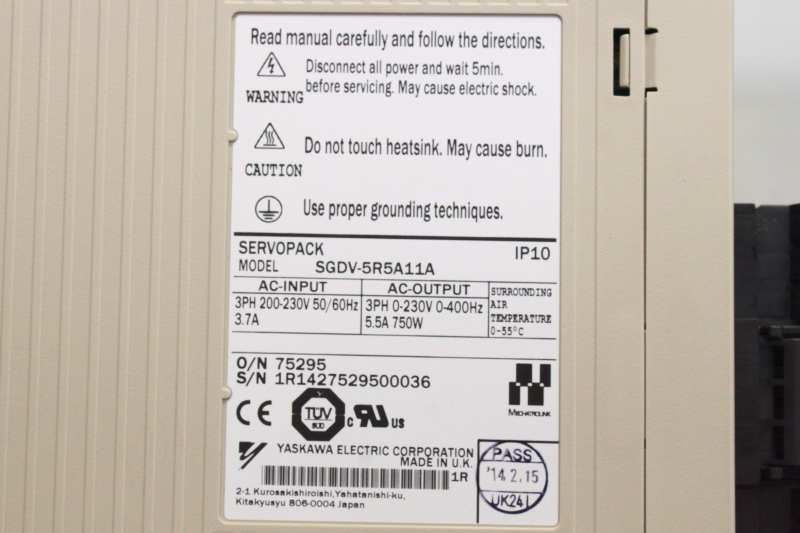 Read manual carefully and follow the directions.
Disconnect all power and wait 5min.
before servicing. May cause electric shock.
WARNING
Do not touch heatsink. May cause burn.
CAUTION
Use proper grounding techniques.
SERVOPACK IP10
MODEL SGDV-5R5A11A
AC-INPUT AC-OUTPUT SURROUNDING AIR TEMPERATURE 0-55°C
3PH 200-230V 50/60Hz 3PH 0-230V 0-400Hz
3.7A 5.5A 750W
O/N 75295
S/N 1R1427529500036
MECHATROLINK
CE TÜV SÜD c RU US
YASKAWA ELECTRIC CORPORATION
MADE IN U.K.
1R
2-1 Kurosakishiroishi,Yahatanishi-ku,
Kitakyusyu 806-0004 Japan
PASS
'14.2.15
UK24